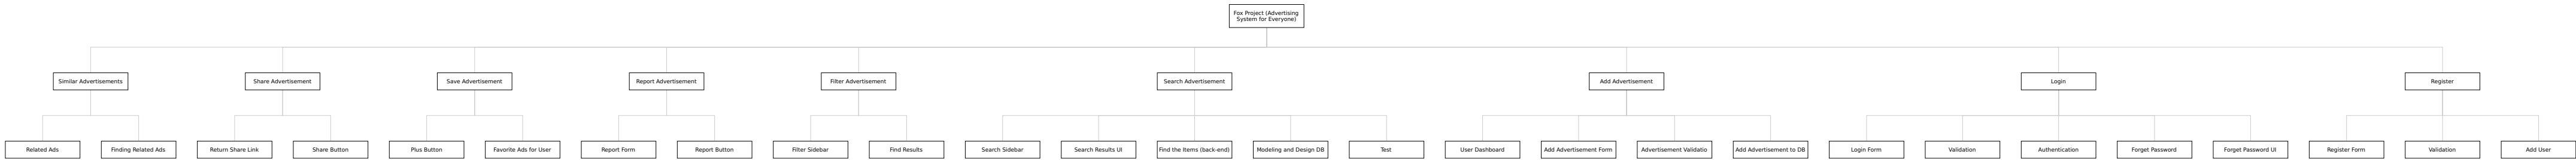 Fox Project (Advertising
System for Everyone)
Similar Advertisements
Share Advertisement
Save Advertisement
Report Advertisement
Filter Advertisement
Search Advertisement
Add Advertisement
Login
Register
Related Ads
Finding Related Ads
Return Share Link
Share Button
Plus Button
Favorite Ads for User
Report Form
Report Button
Filter Sidebar
Find Results
Search Sidebar
Search Results UI
Find the Items (back-end)
Modeling and Design DB
Test
User Dashboard
Add Advertisement Form
Advertisement Validatio
Add Advertisement to DB
Login Form
Validation
Authentication
Forget Password
Forget Password UI
Register Form
Validation
Add User